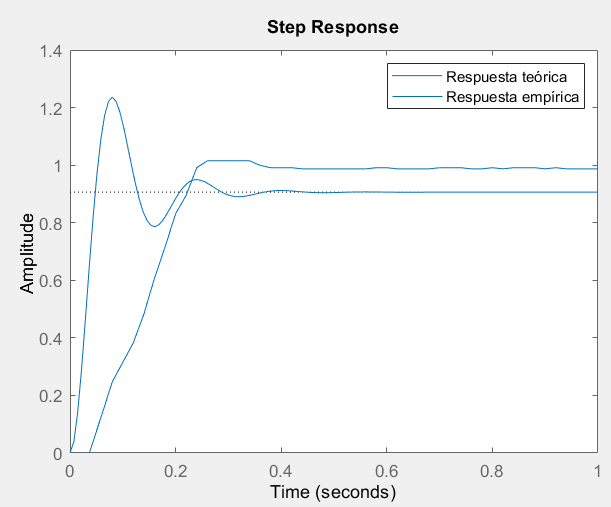 Step Response
Respuesta teórica
Respuesta empírica
1.4
1.2
1
0.8
0.6
0.4
0.2
0
Amplitude
0 0.2 0.4 0.6 0.8 1
Time (seconds)